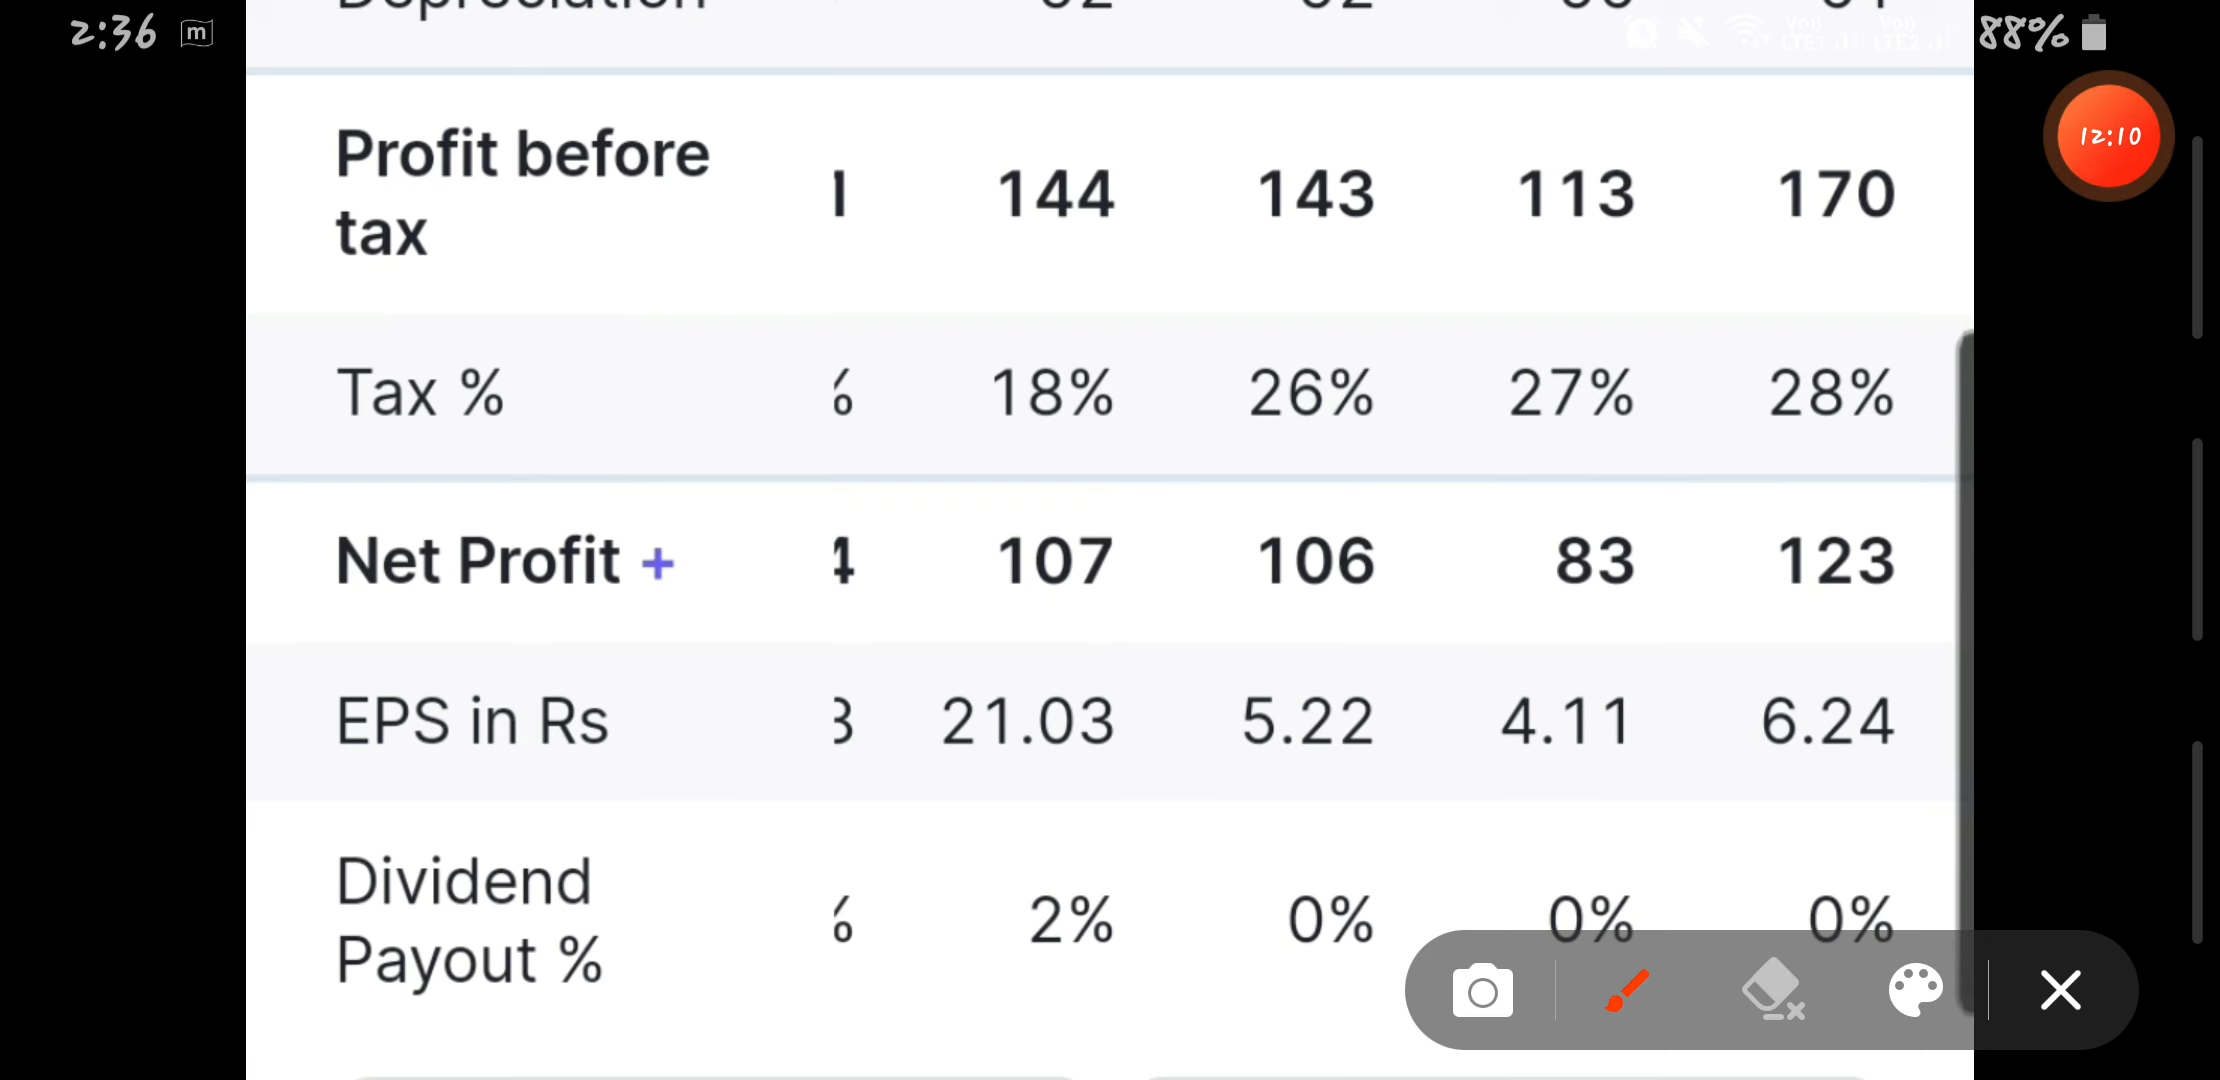 2:36 m 88%
Depreciation
12:10
Profit before tax 144 143 113 170
Tax % 18% 26% 27% 28%
Net Profit + 107 106 83 123
EPS in Rs 21.03 5.22 4.11 6.24
Dividend Payout % 2% 0% 0% 0%